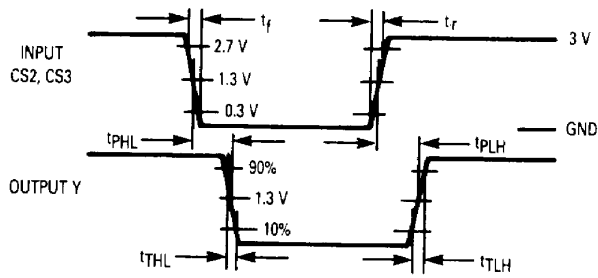 tf
tr
INPUT
CS2, CS3
2.7 V
1.3 V
0.3 V
3 V
GND
tPHL
tPLH
OUTPUT Y
90%
1.3 V
10%
tTHL
tTLH